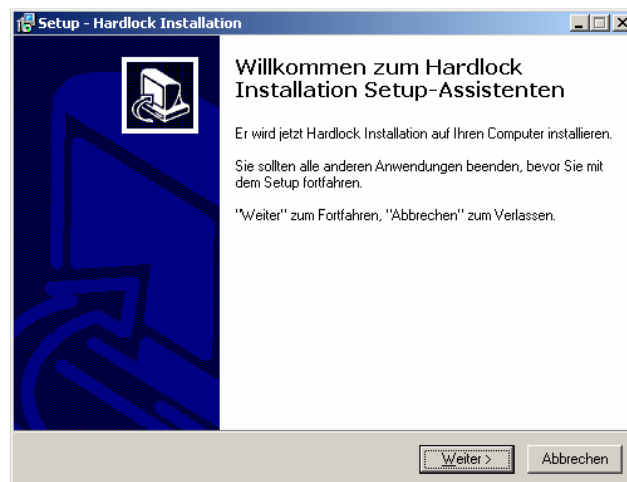 Setup - Hardlock Installation
Willkommen zum Hardlock
Installation Setup-Assistenten
Er wird jetzt Hardlock Installation auf Ihren Computer installieren.
Sie sollten alle anderen Anwendungen beenden, bevor Sie mit
dem Setup fortfahren.
"Weiter" zum Fortfahren, "Abbrechen" zum Verlassen.
Weiter >
Abbrechen